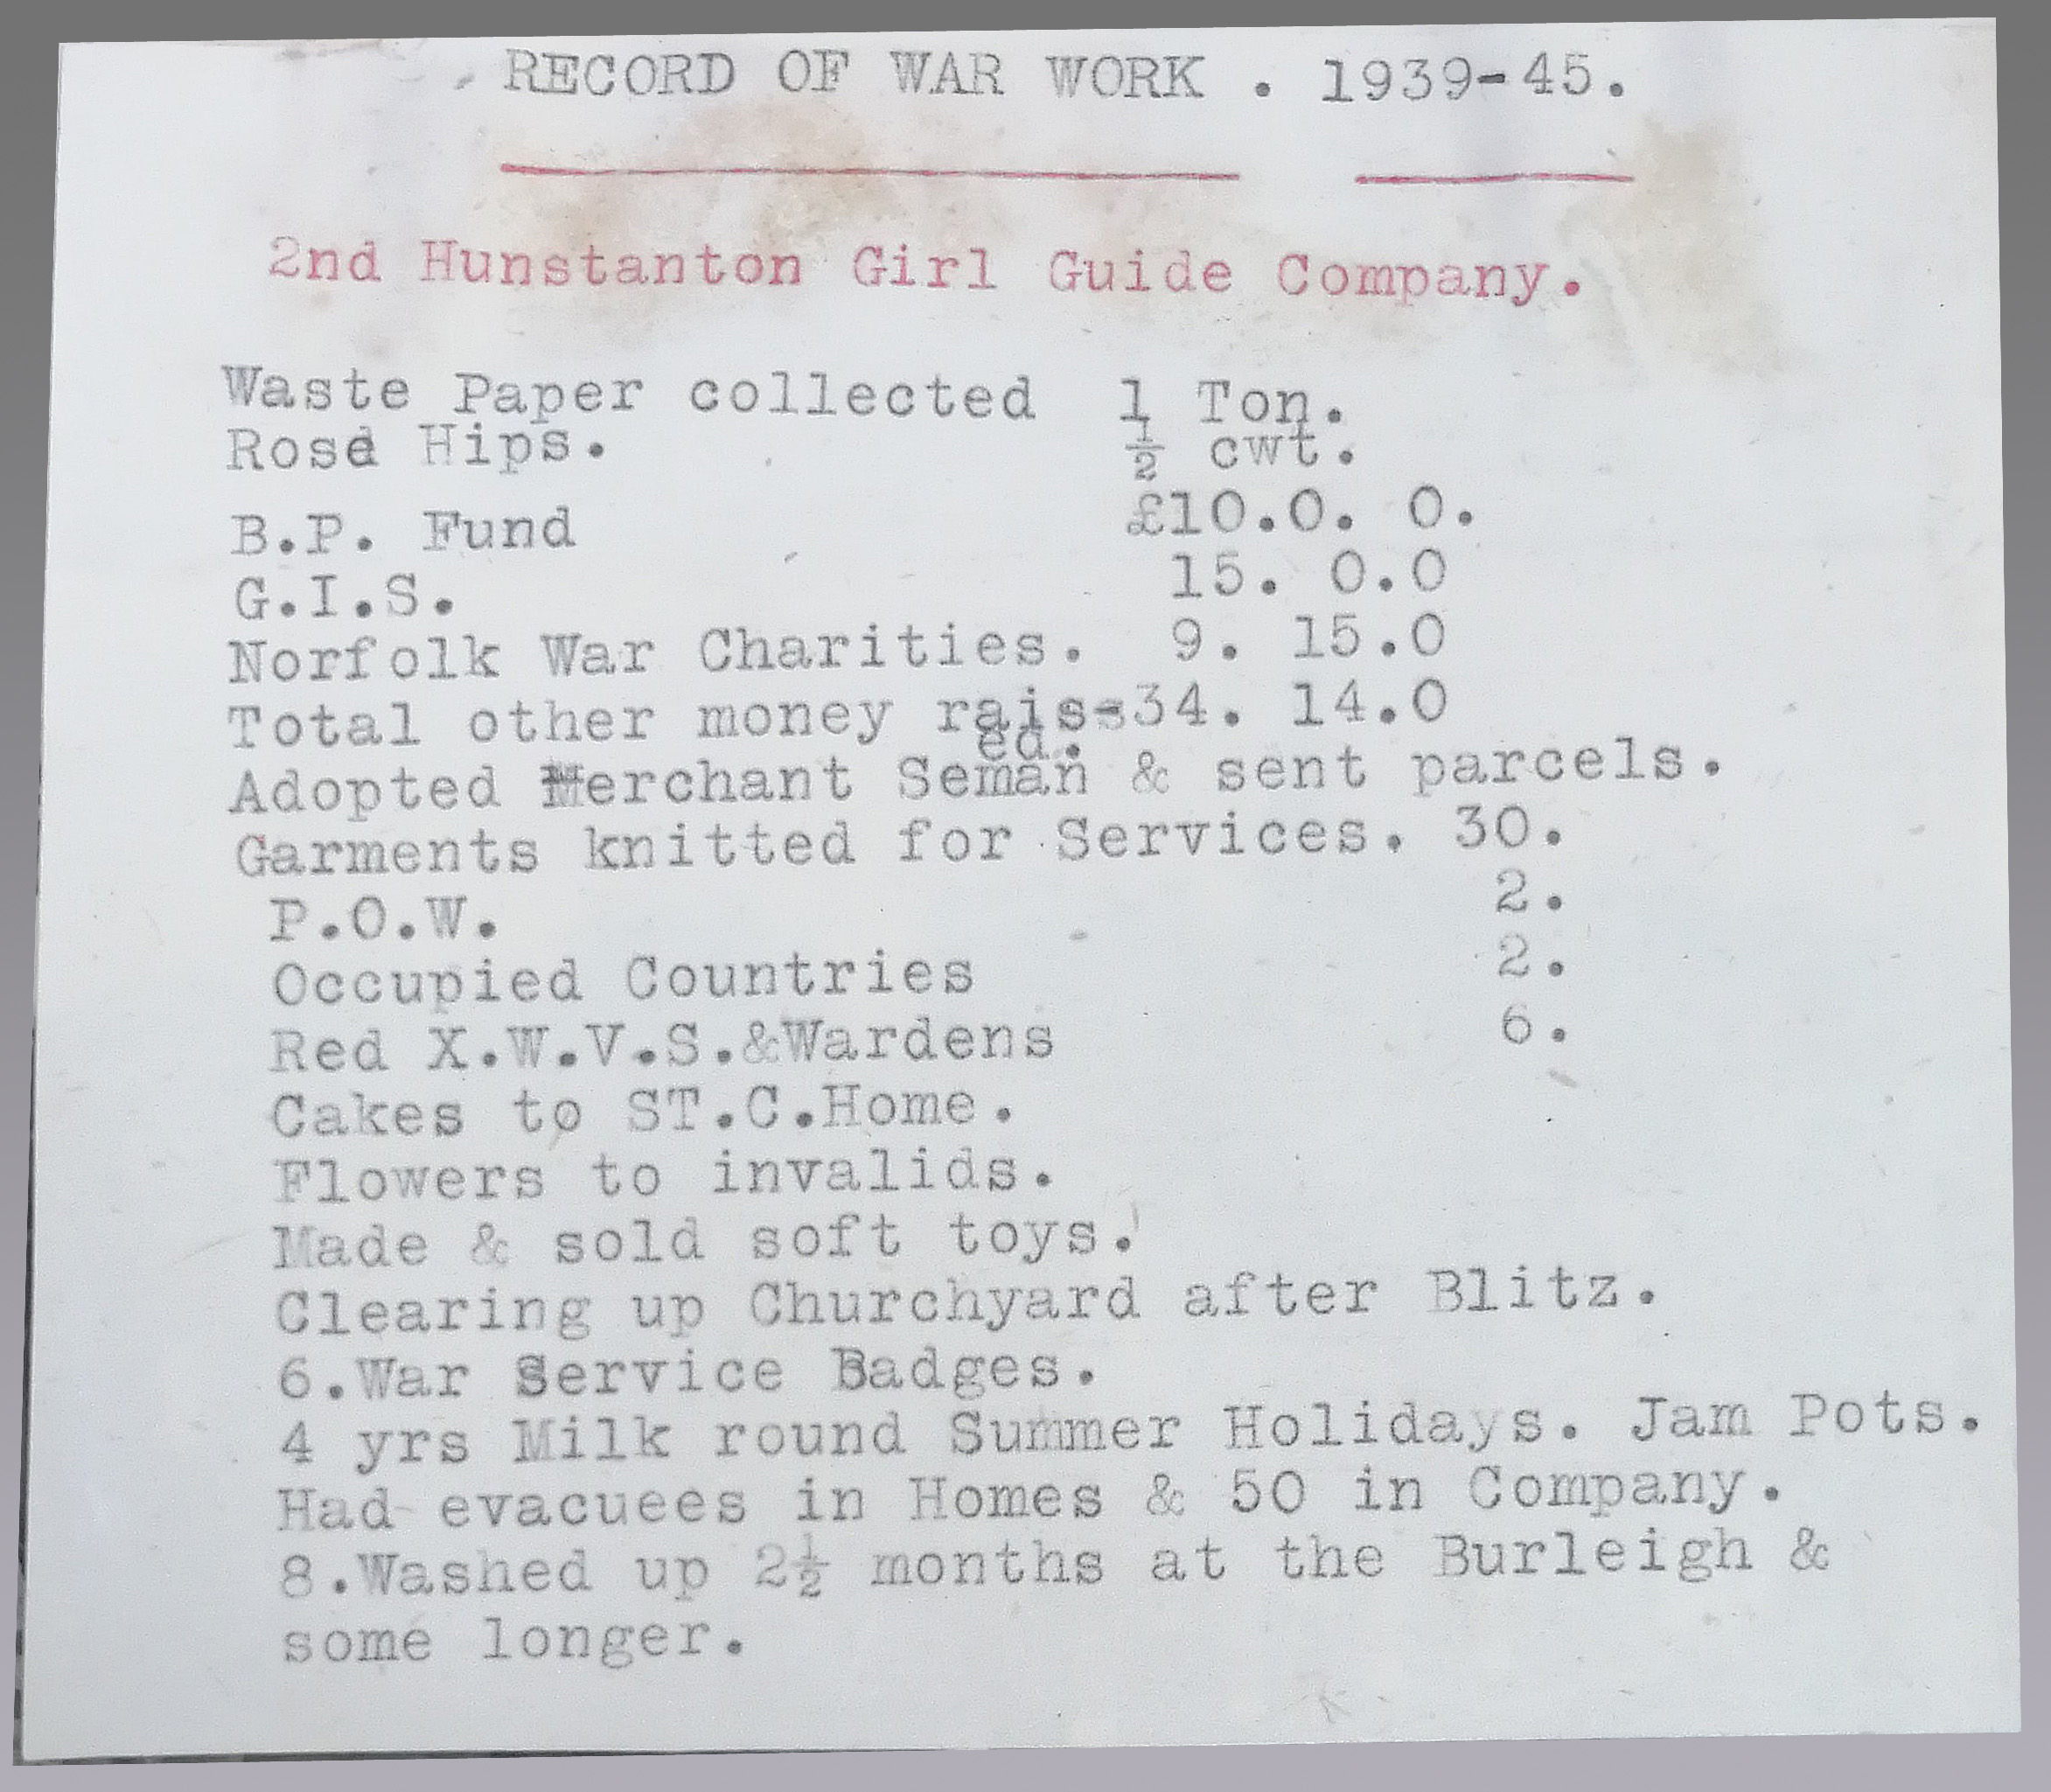 RECORD OF WAR WORK . 1939-45.
2nd Hunstanton Girl Guide Company.
Waste Paper collected 1 Ton.
Rose Hips. ½ cwt.
B.P. Fund £10.0. 0.
G.I.S. 15. 0.0
Norfolk War Charities. 9. 15.0
Total other money rais-34. 14.0
ed.
Adopted Merchant Seman & sent parcels.
Garments knitted for Services. 30.
P.O.W. 2.
Occupied Countries 2.
Red X.W.V.S.&Wardens 6.
Cakes to ST.C.Home.
Flowers to invalids.
Made & sold soft toys.
Clearing up Churchyard after Blitz.
6.War Service Badges.
4 yrs Milk round Summer Holidays. Jam Pots.
Had evacuees in Homes & 50 in Company.
8.Washed up 2½ months at the Burleigh &
some longer.